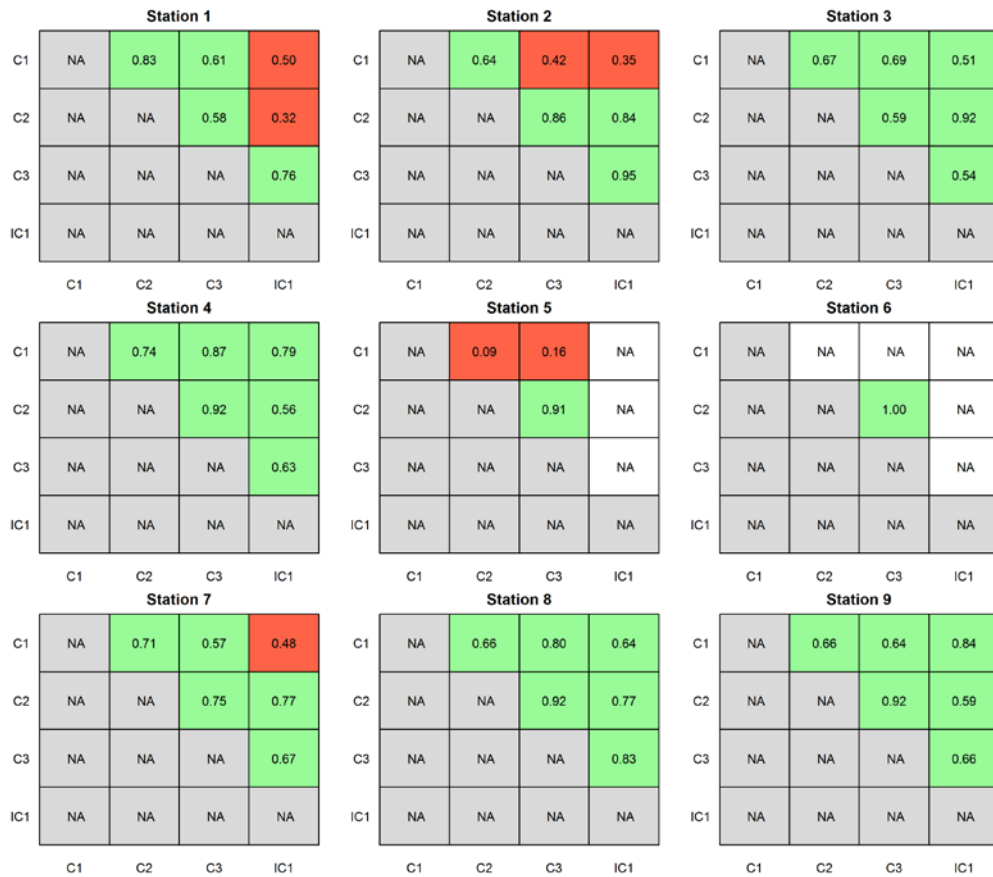 Station 1 Station 2 Station 3
C1 NA 0.83 0.61 0.50 C1 NA 0.64 0.42 0.35 C1 NA 0.67 0.69 0.51
C2 NA NA 0.58 0.32 C2 NA NA 0.86 0.84 C2 NA NA 0.59 0.92
C3 NA NA NA 0.76 C3 NA NA NA 0.95 C3 NA NA NA 0.54
IC1 NA NA NA NA IC1 NA NA NA NA IC1 NA NA NA NA
C1 C2 C3 IC1 C1 C2 C3 IC1 C1 C2 C3 IC1
Station 4 Station 5 Station 6
C1 NA 0.74 0.87 0.79 C1 NA 0.09 0.16 NA C1 NA NA NA NA
C2 NA NA 0.92 0.56 C2 NA NA 0.91 NA C2 NA NA 1.00 NA
C3 NA NA NA 0.63 C3 NA NA NA NA C3 NA NA NA NA
IC1 NA NA NA NA IC1 NA NA NA NA IC1 NA NA NA NA
C1 C2 C3 IC1 C1 C2 C3 IC1 C1 C2 C3 IC1
Station 7 Station 8 Station 9
C1 NA 0.71 0.57 0.48 C1 NA 0.66 0.80 0.64 C1 NA 0.66 0.64 0.84
C2 NA NA 0.75 0.77 C2 NA NA 0.92 0.77 C2 NA NA 0.92 0.59
C3 NA NA NA 0.67 C3 NA NA NA 0.83 C3 NA NA NA 0.66
IC1 NA NA NA NA IC1 NA NA NA NA IC1 NA NA NA NA
C1 C2 C3 IC1 C1 C2 C3 IC1 C1 C2 C3 IC1